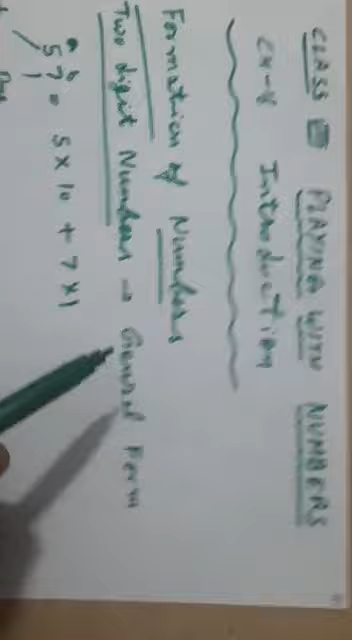 CLASS 8 PLAYING WITH NUMBERS
CH-8 Introduction
Formation of Numbers
Two digit Numbers → General Form
a b
57 = 5 x 10 + 7 x 1